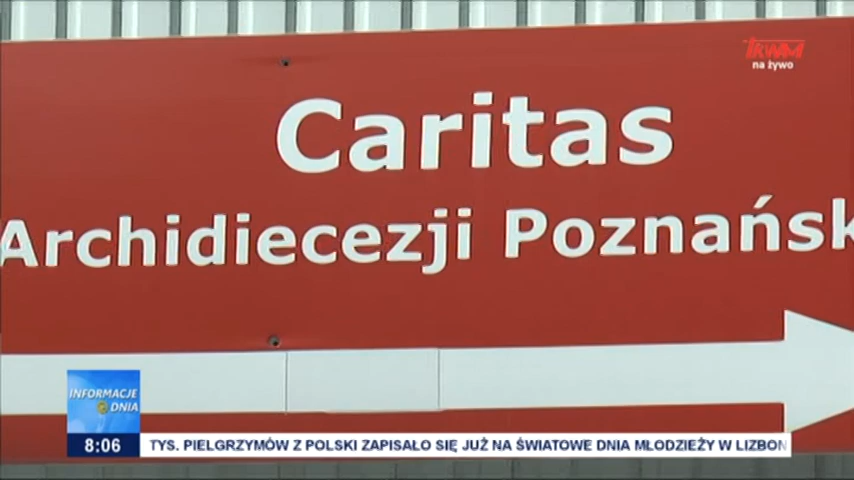 TRWAM
na żywo
Caritas
Archidiecezji Poznańsk
INFORMACJE
DNIA
8:06
TYS. PIELGRZYMÓW Z POLSKI ZAPISAŁO SIĘ JUŻ NA ŚWIATOWE DNIA MŁODZIEŻY W LIZBON